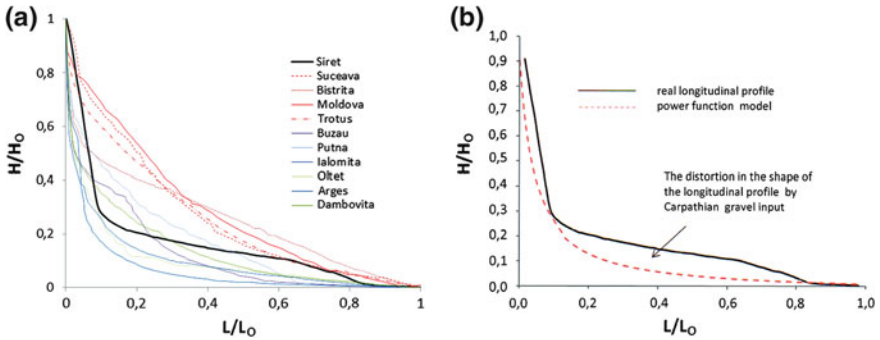 (a)
H/HO
1
0,8
0,6
0,4
0,2
0
0
0,2
0,4
0,6
0,8
1
L/LO
Siret
Suceava
Bistrita
Moldova
Trotus
Buzau
Putna
Ialomita
Oltet
Arges
Dambovita
(b)
H/HO
1,0
0,9
0,8
0,7
0,6
0,5
0,4
0,3
0,2
0,1
0,0
0,0
0,2
0,4
0,6
0,8
1,0
L/LO
real longitudinal profile
power function model
The distortion in the shape of
the longitudinal profile by
Carpathian gravel input